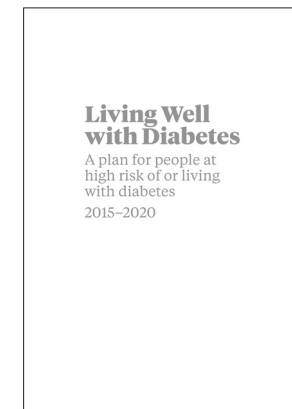 Living Well
with Diabetes
A plan for people at
high risk of or living
with diabetes
2015–2020